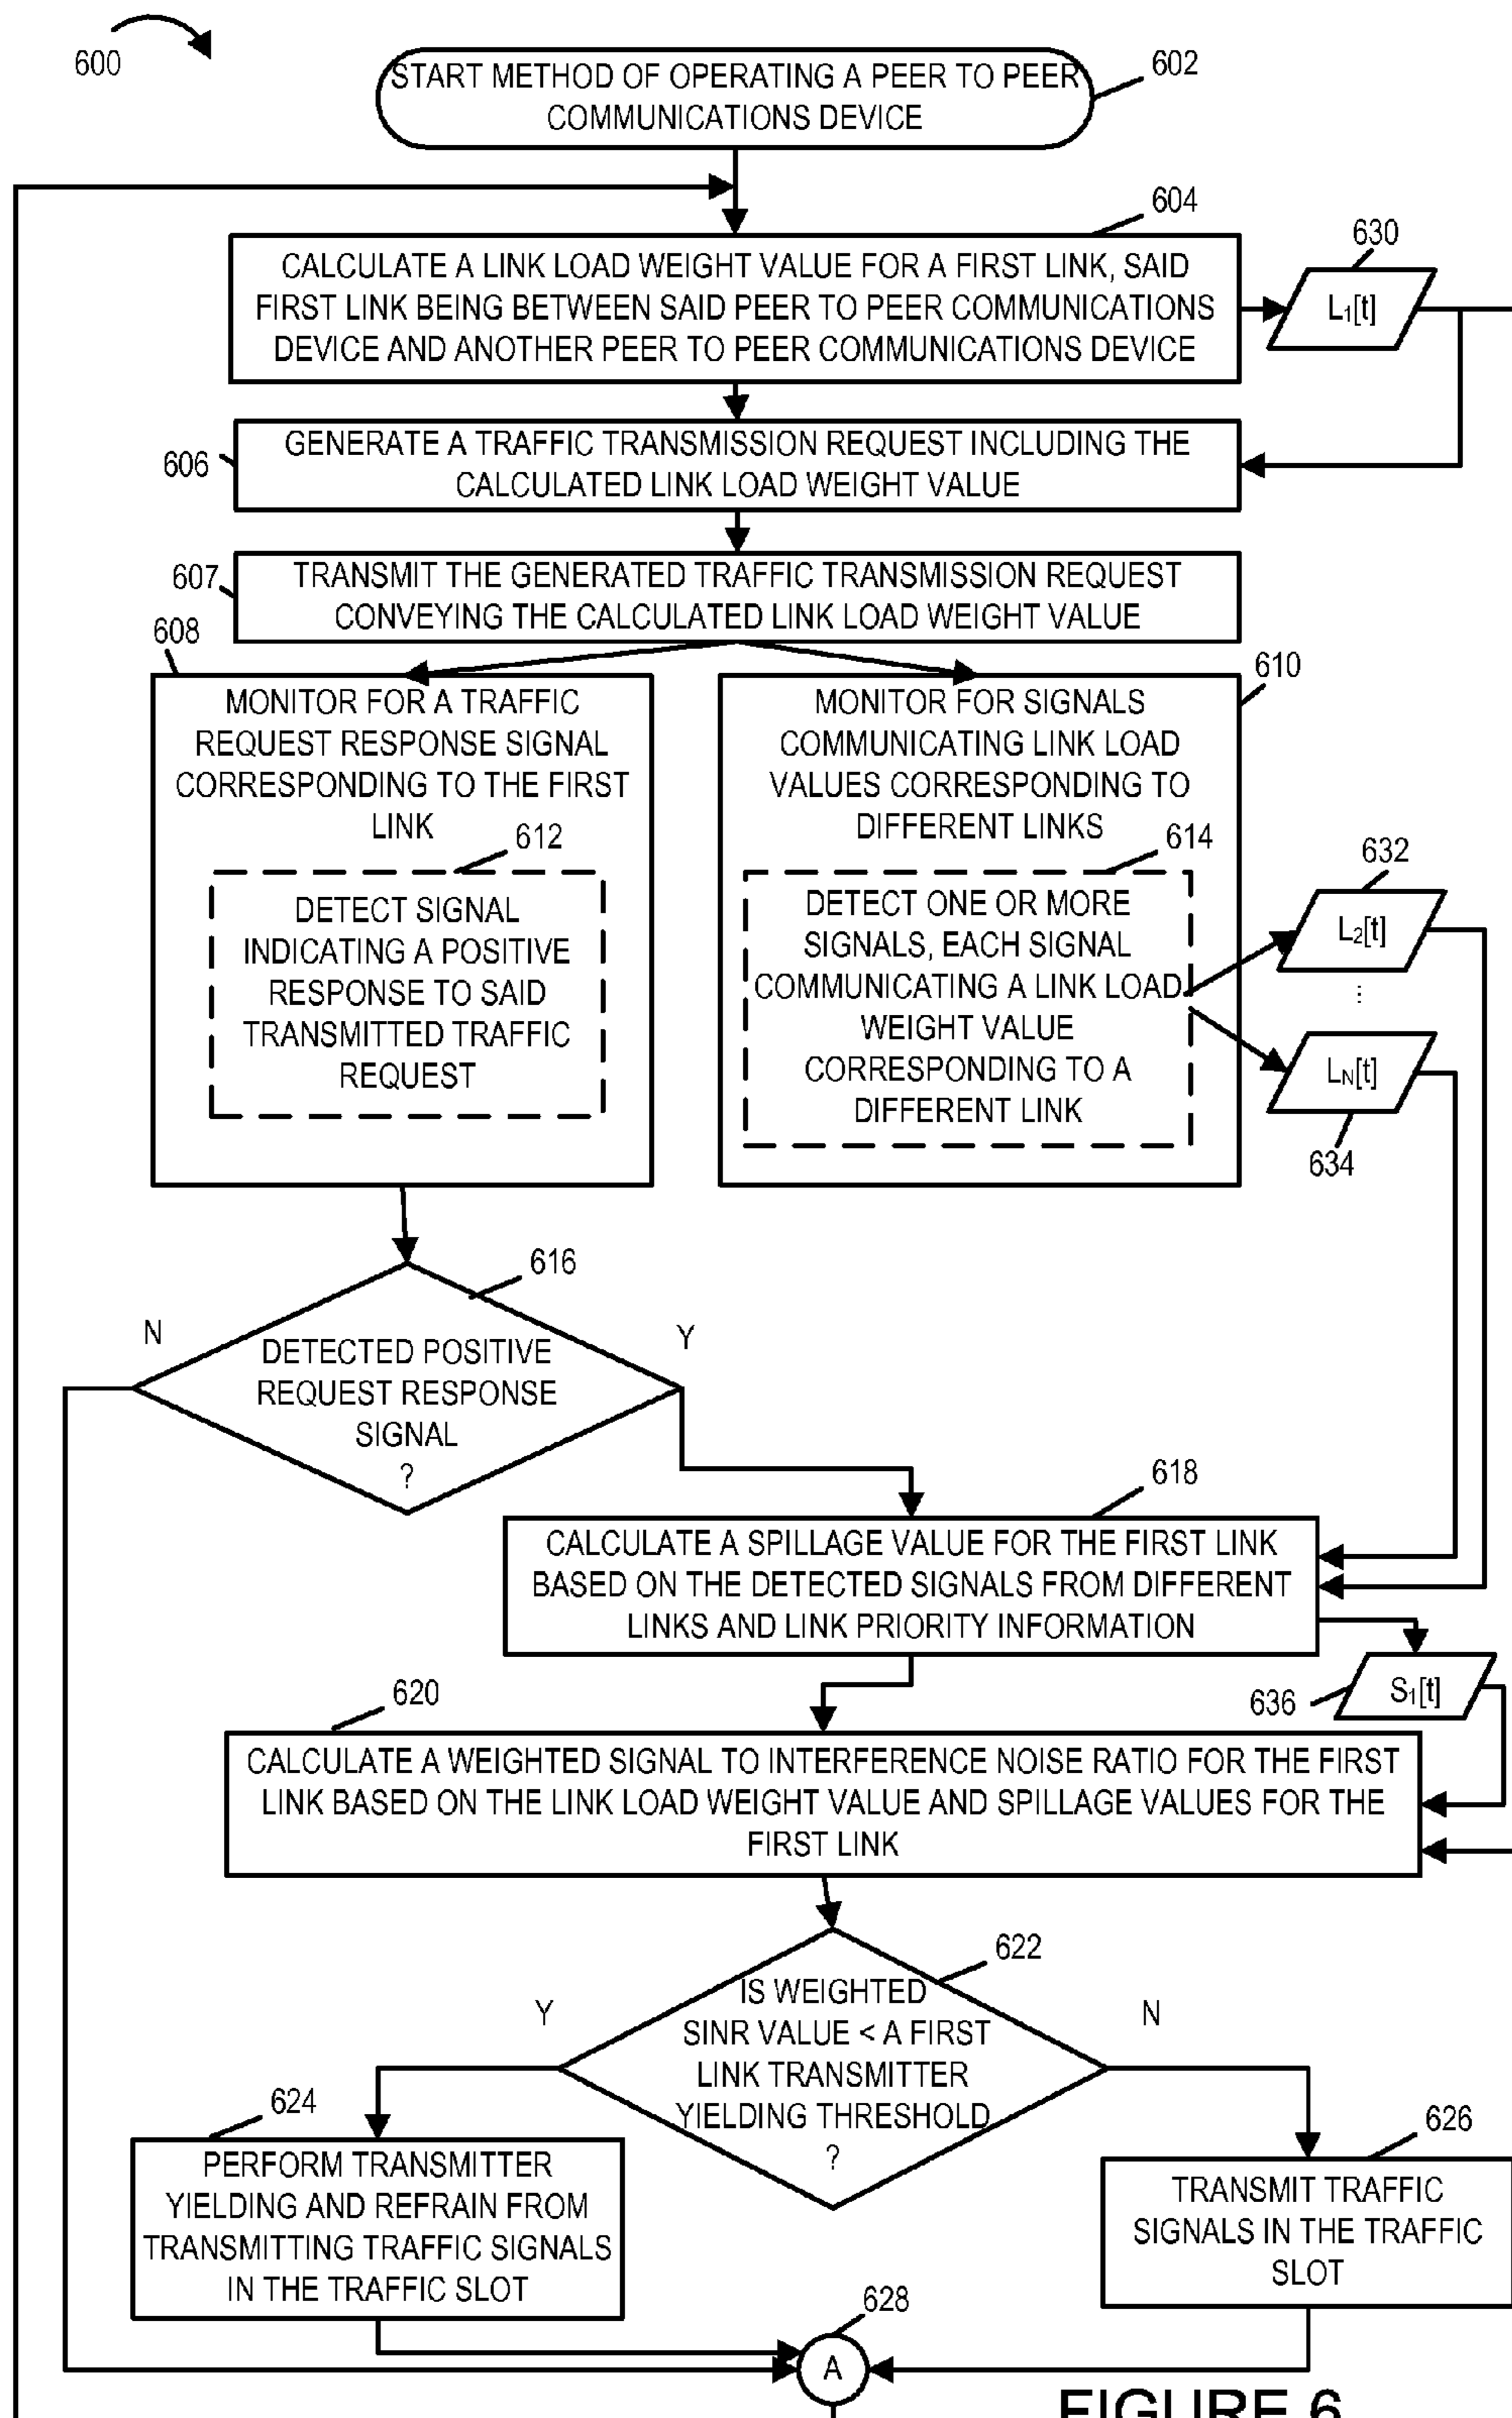 600
START METHOD OF OPERATING A PEER TO PEER
COMMUNICATIONS DEVICE
602
604
CALCULATE A LINK LOAD WEIGHT VALUE FOR A FIRST LINK, SAID
FIRST LINK BEING BETWEEN SAID PEER TO PEER COMMUNICATIONS
DEVICE AND ANOTHER PEER TO PEER COMMUNICATIONS DEVICE
630
L₁[t]
606
GENERATE A TRAFFIC TRANSMISSION REQUEST INCLUDING THE
CALCULATED LINK LOAD WEIGHT VALUE
607
TRANSMIT THE GENERATED TRAFFIC TRANSMISSION REQUEST
CONVEYING THE CALCULATED LINK LOAD WEIGHT VALUE
608
MONITOR FOR A TRAFFIC
REQUEST RESPONSE SIGNAL
CORRESPONDING TO THE FIRST
LINK
612
DETECT SIGNAL
INDICATING A POSITIVE
RESPONSE TO SAID
TRANSMITTED TRAFFIC
REQUEST
610
MONITOR FOR SIGNALS
COMMUNICATING LINK LOAD
VALUES CORRESPONDING TO
DIFFERENT LINKS
614
DETECT ONE OR MORE
SIGNALS, EACH SIGNAL
COMMUNICATING A LINK LOAD
WEIGHT VALUE
CORRESPONDING TO A
DIFFERENT LINK
632
L₂[t]
...
L_N[t]
634
616
N
DETECTED POSITIVE
REQUEST RESPONSE
SIGNAL
?
Y
618
CALCULATE A SPILLAGE VALUE FOR THE FIRST LINK
BASED ON THE DETECTED SIGNALS FROM DIFFERENT
LINKS AND LINK PRIORITY INFORMATION
636
S₁[t]
620
CALCULATE A WEIGHTED SIGNAL TO INTERFERENCE NOISE RATIO FOR THE FIRST
LINK BASED ON THE LINK LOAD WEIGHT VALUE AND SPILLAGE VALUES FOR THE
FIRST LINK
622
Y
IS WEIGHTED
SINR VALUE < A FIRST
LINK TRANSMITTER
YIELDING THRESHOLD
?
N
624
PERFORM TRANSMITTER
YIELDING AND REFRAIN FROM
TRANSMITTING TRAFFIC SIGNALS
IN THE TRAFFIC SLOT
626
TRANSMIT TRAFFIC
SIGNALS IN THE TRAFFIC
SLOT
628
A
FIGURE 6